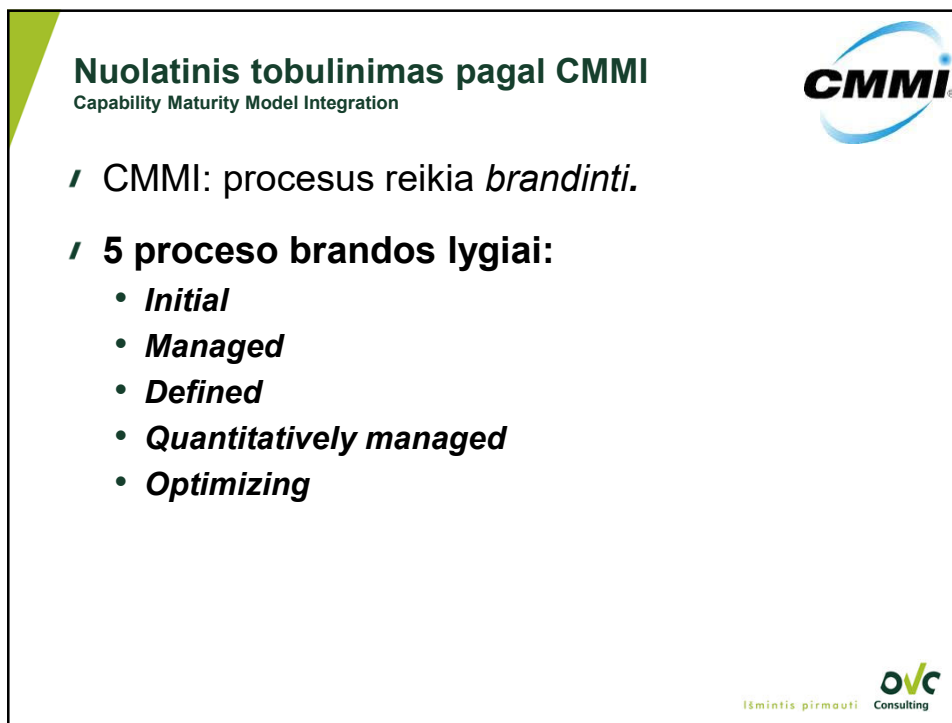 Nuolatinis tobulinimas pagal CMMI
Capability Maturity Model Integration
CMMI®
CMMI: procesus reikia brandinti.
5 proceso brandos lygiai:
• Initial
• Managed
• Defined
• Quantitatively managed
• Optimizing
Išmintis pirmauti
OVC
Consulting